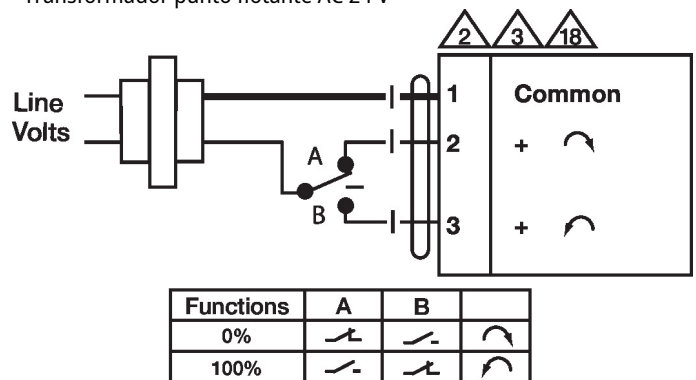 Transformador punto flotante AC 24 V
2 3 18
Line Volts
1 Common
A
2 +
B
3 +
Functions A B
0%
100%